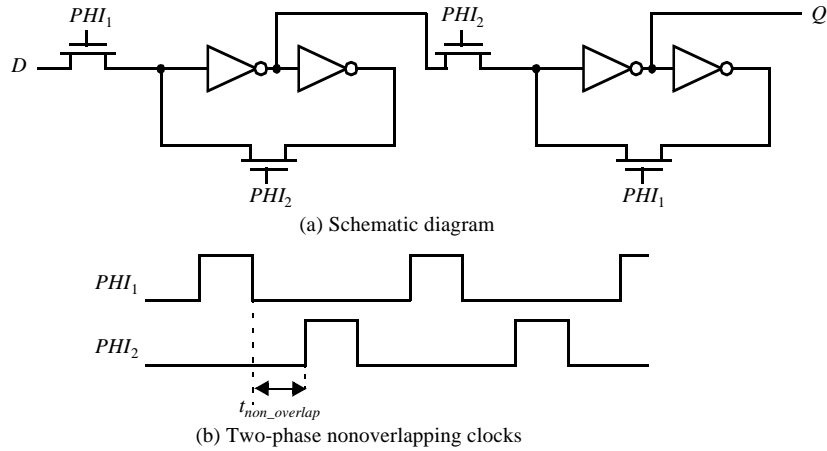 PHI1
PHI2
Q
D
PHI2
PHI1
(a) Schematic diagram
PHI1
PHI2
tnon_overlap
(b) Two-phase nonoverlapping clocks